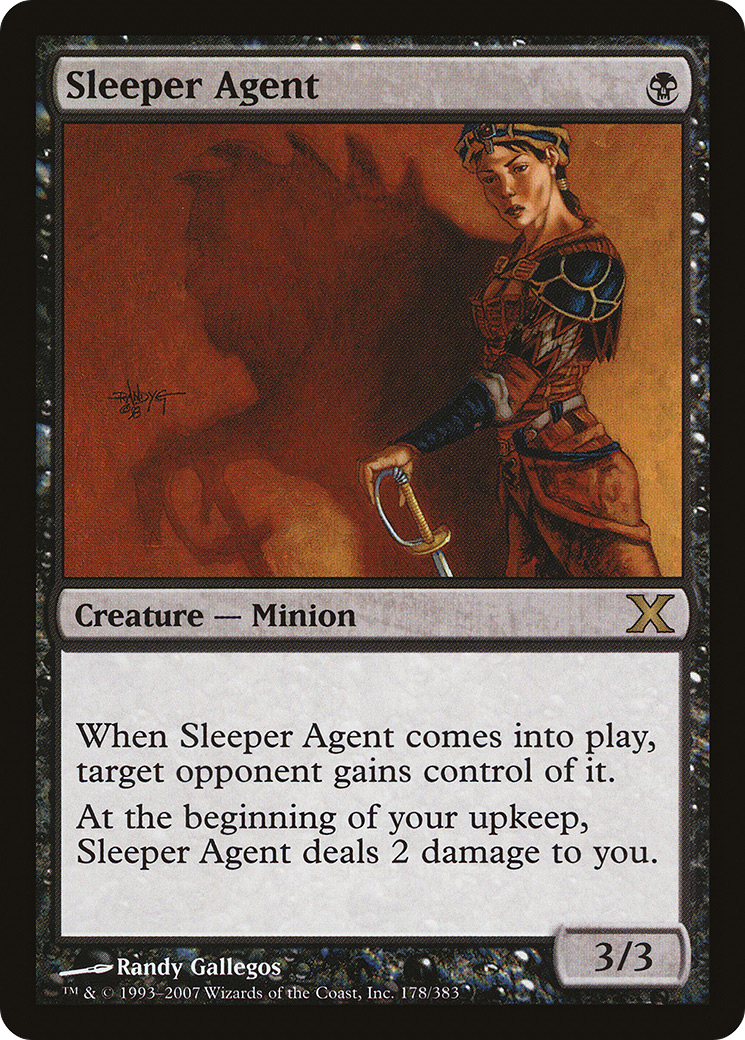 Sleeper Agent
RANDYG
Creature — Minion
X
When Sleeper Agent comes into play,
target opponent gains control of it.
At the beginning of your upkeep,
Sleeper Agent deals 2 damage to you.
3/3
Randy Gallegos
™ & © 1993–2007 Wizards of the Coast, Inc. 178/383